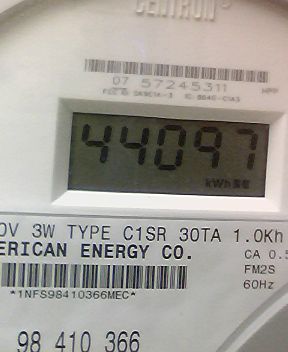 CENTRON®
07 57245311
44097
kWh
0V 3W TYPE C1SR 30TA 1.0Kh
ERICAN ENERGY CO.
CA 0.5
FM2S
60Hz
*1NFS98410366MEC*
98 410 366